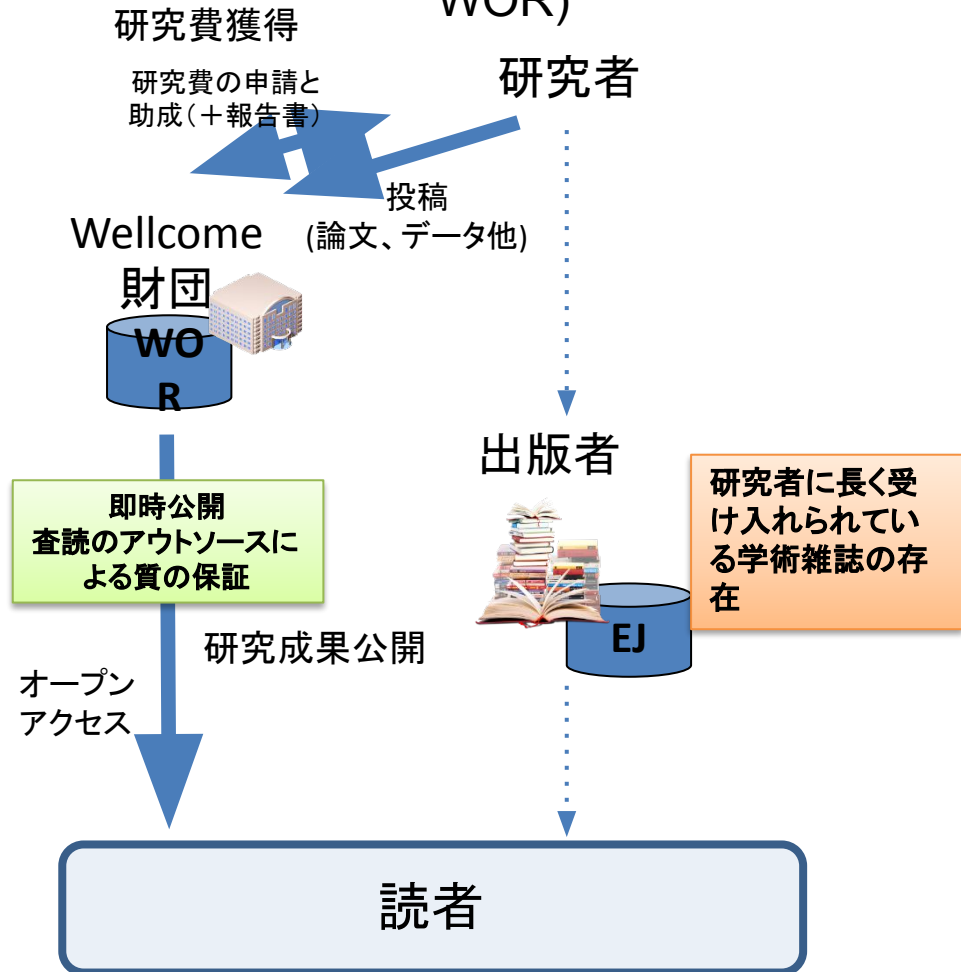 WOR)
研究費獲得
研究者
研究費の申請と
助成(+報告書)
投稿
(論文、データ他)
Wellcome
財団
WO
R
出版者
即時公開
査読のアウトソースに
よる質の保証
研究者に長く受
け入れられてい
る学術雑誌の存
在
EJ
研究成果公開
オープン
アクセス
読者